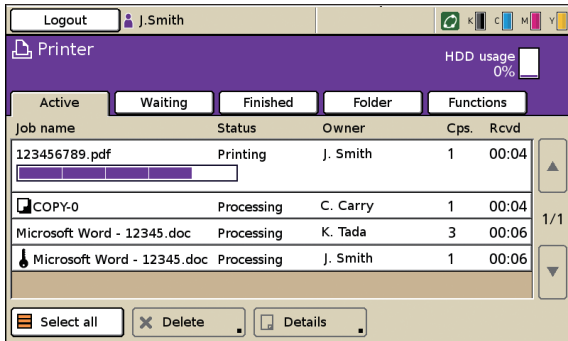 Logout J.Smith K C M Y
Printer
HDD usage
0%
Active Waiting Finished Folder Functions
Job name Status Owner Cps. Rcvd
123456789.pdf Printing J. Smith 1 00:04
COPY-0 Processing C. Carry 1 00:04
1/1
Microsoft Word - 12345.doc Processing K. Tada 3 00:06
Microsoft Word - 12345.doc Processing J. Smith 1 00:06
Select all Delete Details